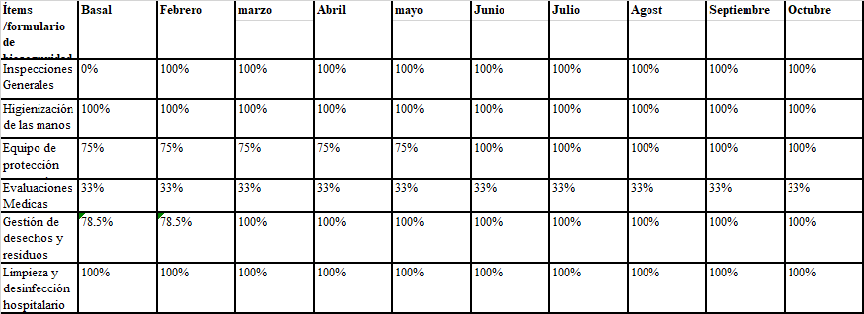 Ítems Basal Febrero marzo Abril mayo Junio Julio Agost Septiembre Octubre
/formulario
de
Inspecciones 0% 100% 100% 100% 100% 100% 100% 100% 100% 100%
Generales
Higienización 100% 100% 100% 100% 100% 100% 100% 100% 100% 100%
de las manos
Equipo de 75% 75% 75% 75% 75% 100% 100% 100% 100% 100%
protección
Evaluaciones 33% 33% 33% 33% 33% 33% 33% 33% 33% 33%
Medicas
Gestión de 78.5% 78.5% 100% 100% 100% 100% 100% 100% 100% 100%
desechos y
residuos
Limpieza y 100% 100% 100% 100% 100% 100% 100% 100% 100% 100%
desinfección
hospitalario